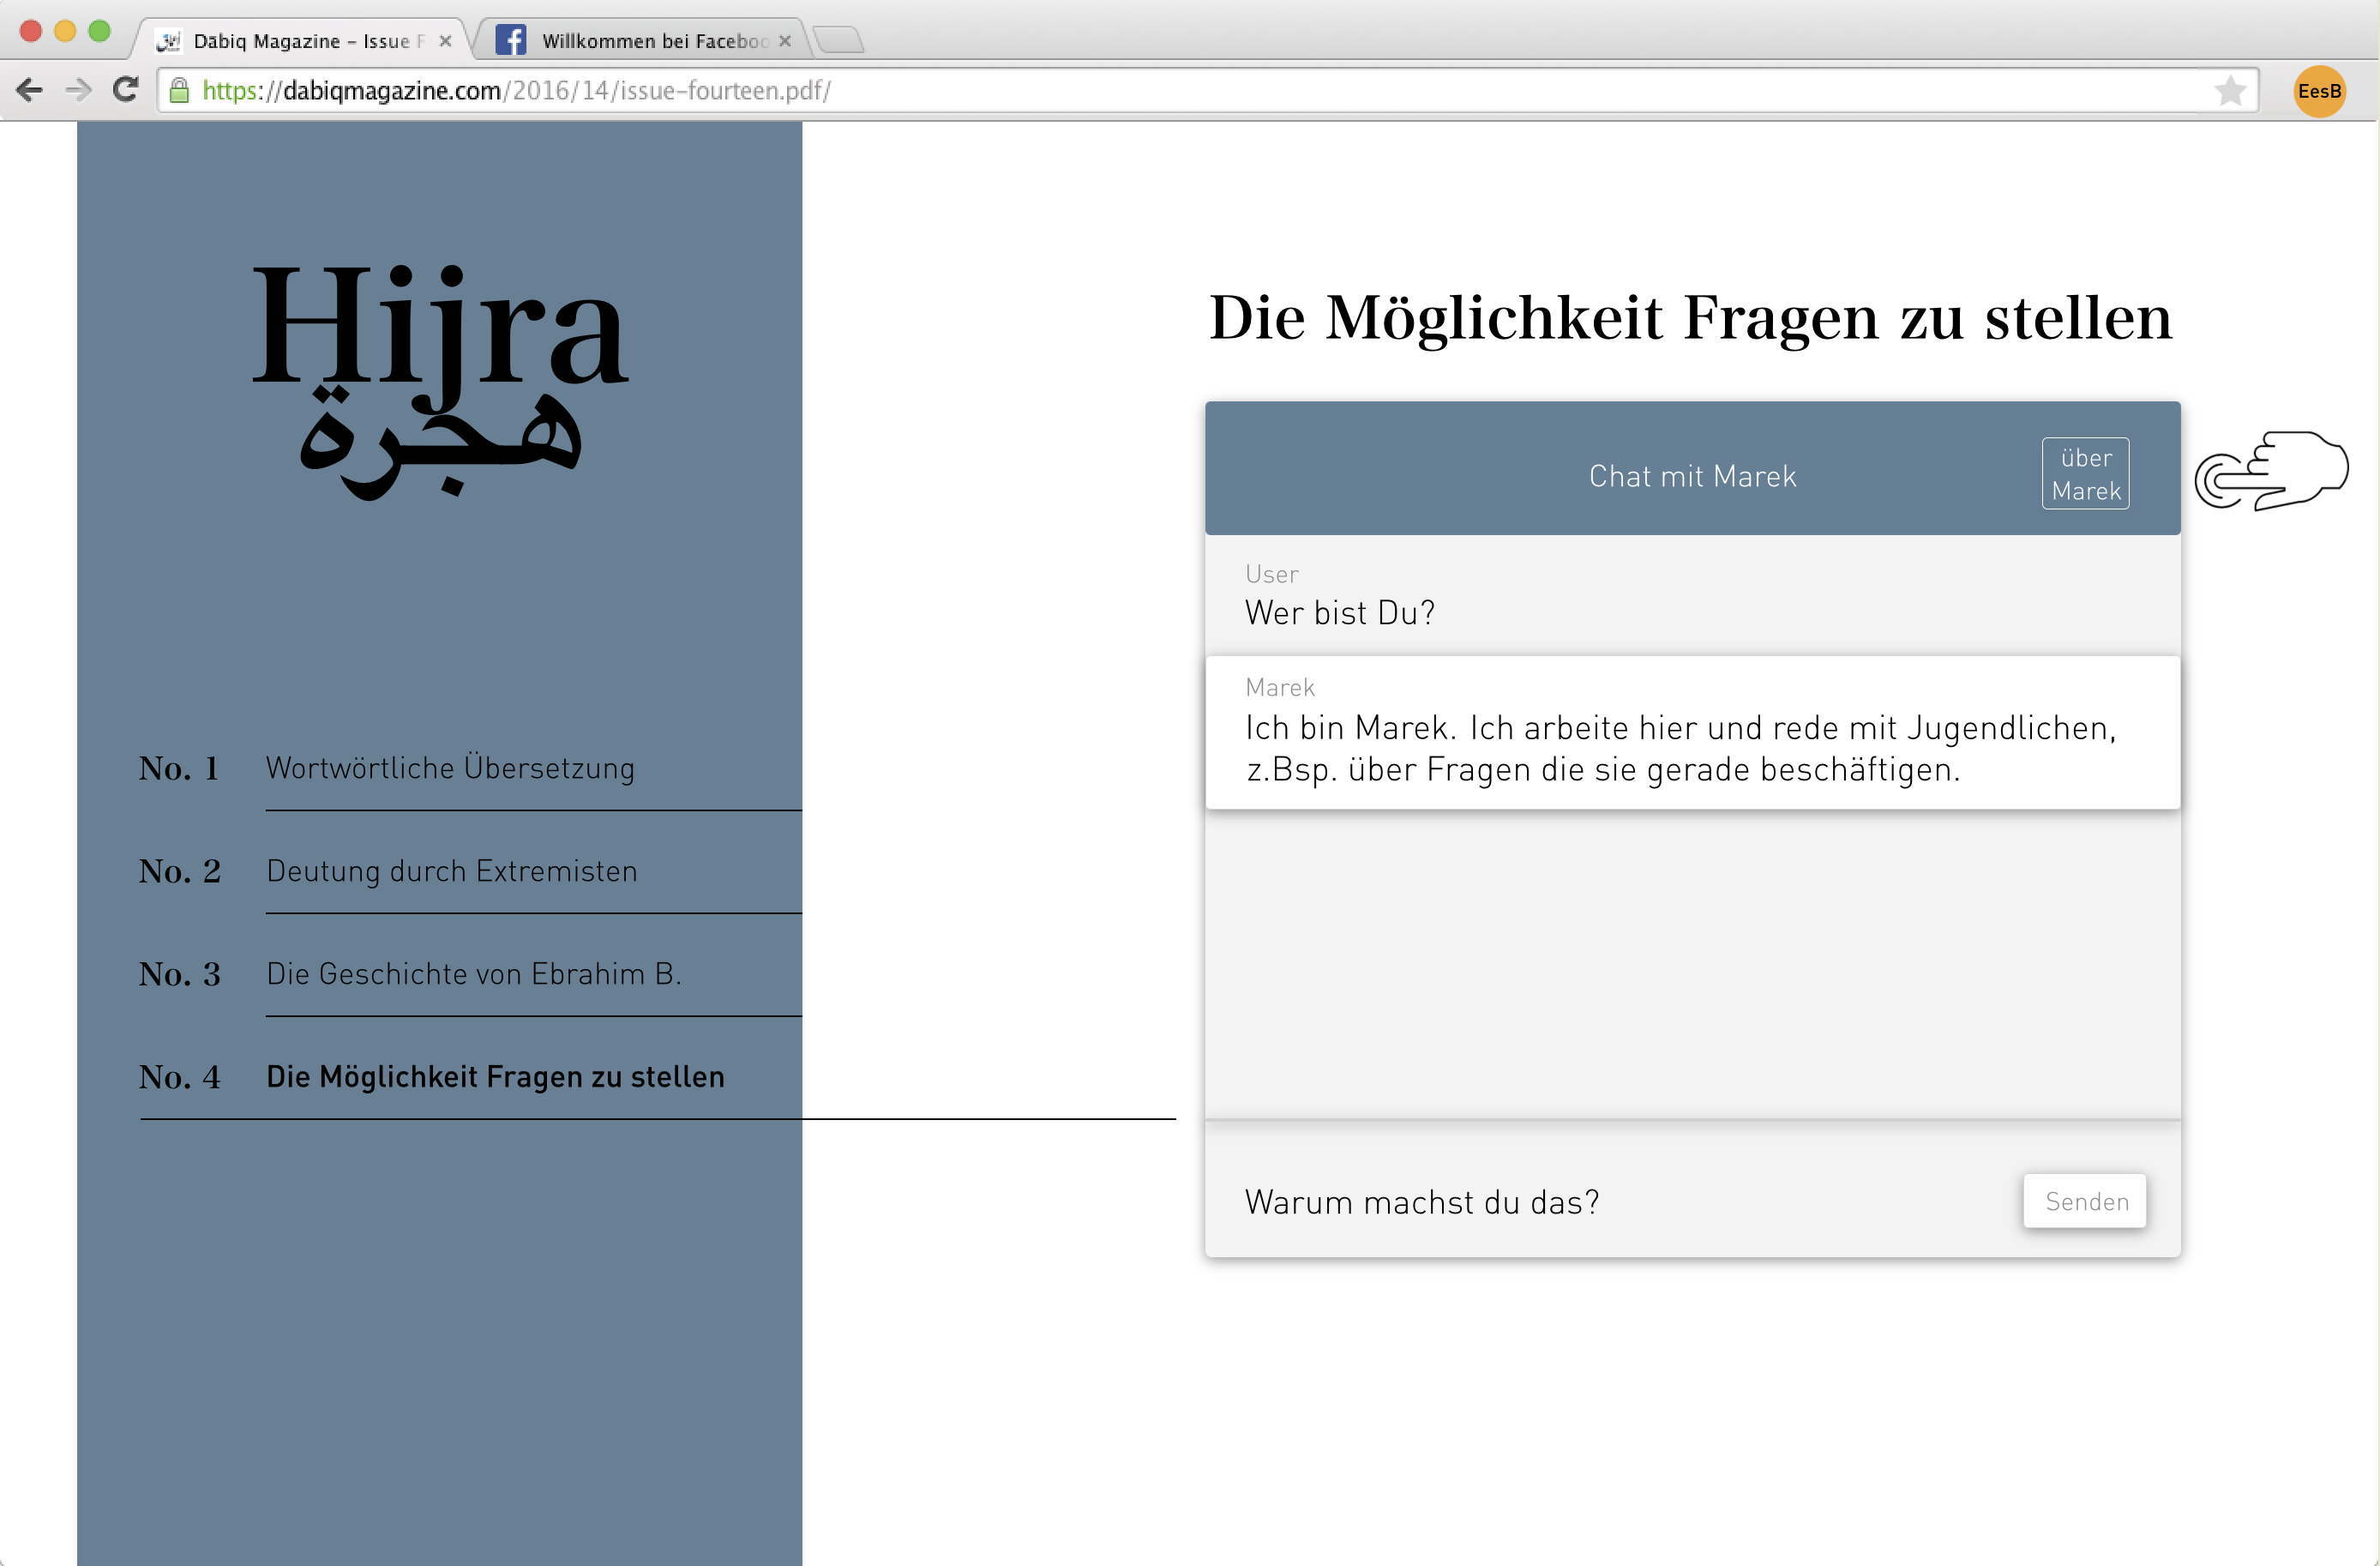 Dabiq Magazine – Issue F
Willkommen bei Faceboo
https://dabiqmagazine.com/2016/14/issue-fourteen.pdf/
EesB
Hijra
هجرة
No. 1 Wortwörtliche Übersetzung
No. 2 Deutung durch Extremisten
No. 3 Die Geschichte von Ebrahim B.
No. 4 Die Möglichkeit Fragen zu stellen
Die Möglichkeit Fragen zu stellen
Chat mit Marek
über
Marek
User
Wer bist Du?
Marek
Ich bin Marek. Ich arbeite hier und rede mit Jugendlichen,
z.Bsp. über Fragen die sie gerade beschäftigen.
Warum machst du das?
Senden